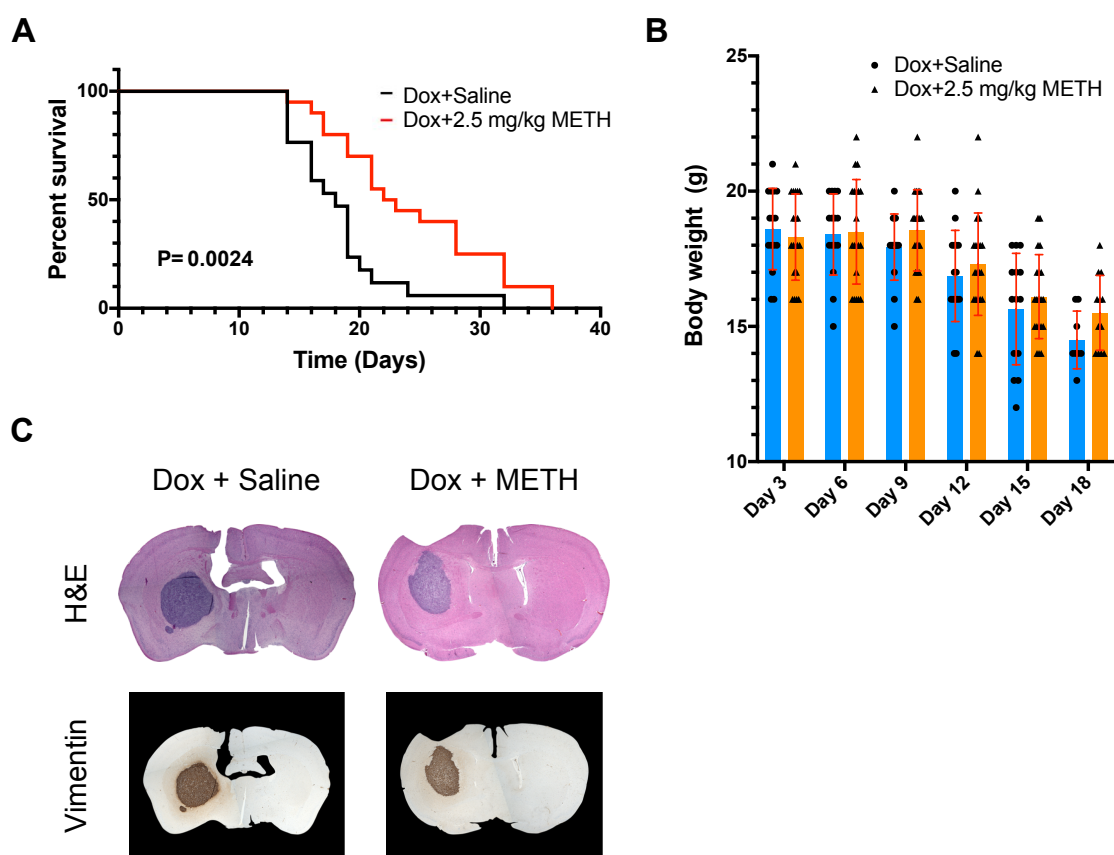 A
Percent survival
100
50
0
Dox+Saline
Dox+2.5 mg/kg METH
P= 0.0024
0 10 20 30 40
Time (Days)
B
Body weight (g)
25
20
15
10
Dox+Saline
Dox+2.5 mg/kg METH
Day 3 Day 6 Day 9 Day 12 Day 15 Day 18
C
Dox + Saline Dox + METH
H&E
Vimentin